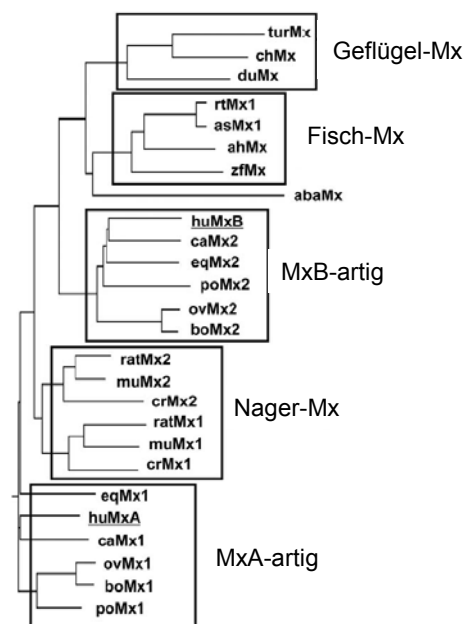 turMx
chMx
duMx
Geflügel-Mx
rtMx1
asMx1
ahMx
zfMx
Fisch-Mx
abaMx
huMxB
caMx2
eqMx2
poMx2
ovMx2
boMx2
MxB-artig
ratMx2
muMx2
crMx2
ratMx1
muMx1
crMx1
Nager-Mx
eqMx1
huMxA
caMx1
ovMx1
boMx1
poMx1
MxA-artig